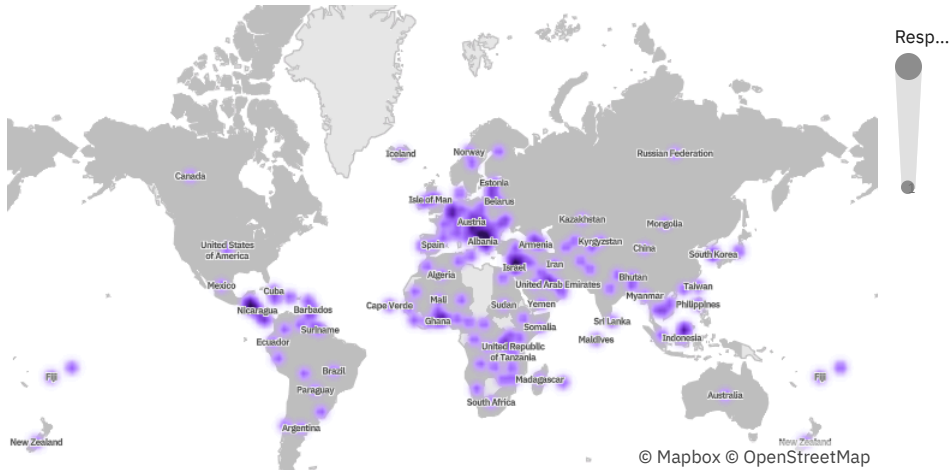 Resp...
Iceland
Norway
Russian Federation
Canada
Estonia
Isle of Man
Belarus
Austria
Kazakhstan
Mongolia
United States
of America
Spain
Albania
Armenia
Kyrgyzstan
China
South Korea
Israel
Iran
Algeria
Bhutan
Mexico
Cuba
United Arab Emirates
Taiwan
Nicaragua
Barbados
Cape Verde
Mali
Sudan
Yemen
Myanmar
Philippines
Ghana
Sri Lanka
Suriname
Somalia
Ecuador
United Republic
of Tanzania
Maldives
Indonesia
Fiji
Brazil
Madagascar
Fiji
Paraguay
South Africa
Australia
Argentina
New Zealand
New Zealand
© Mapbox © OpenStreetMap